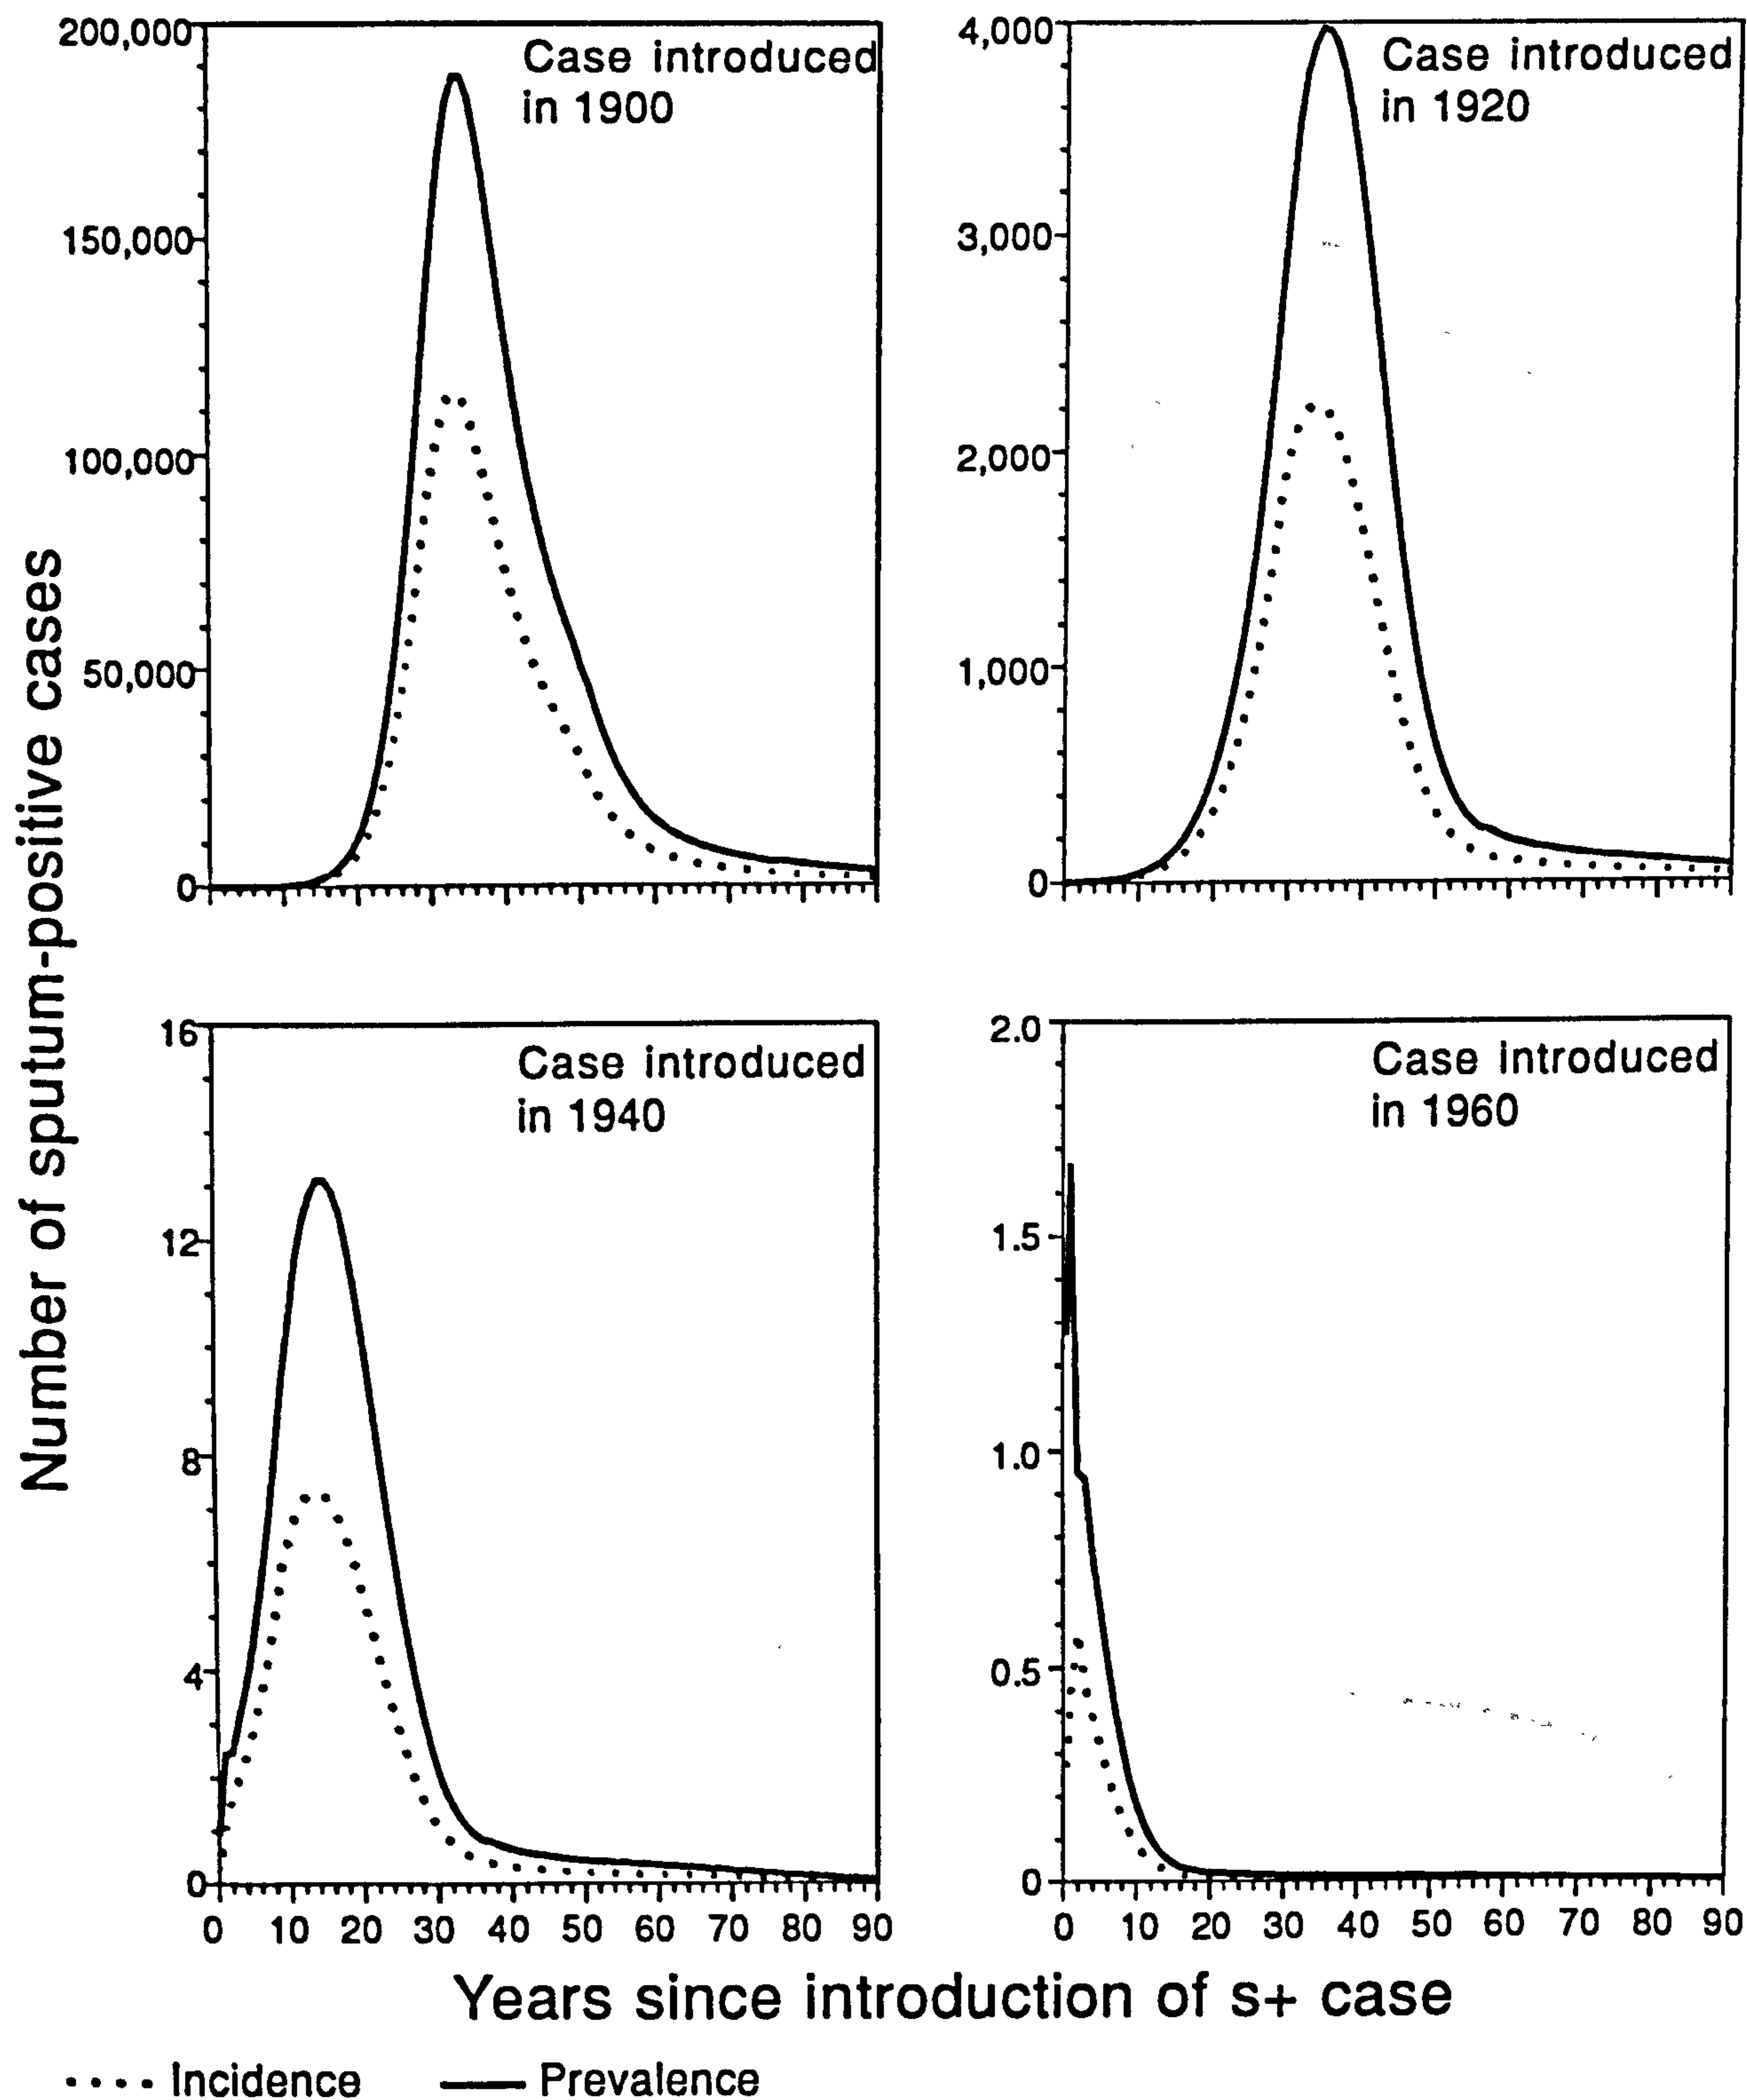 Number of sputum-positive cases
200,000
150,000
100,000
50,000
0
Case introduced
in 1900
4,000
3,000
2,000
1,000
0
Case introduced
in 1920
16
12
8
4
0
Case introduced
in 1940
0 10 20 30 40 50 60 70 80 90
2.0
1.5
1.0
0.5
0
Case introduced
in 1960
0 10 20 30 40 50 60 70 80 90
Years since introduction of s+ case
Incidence
Prevalence